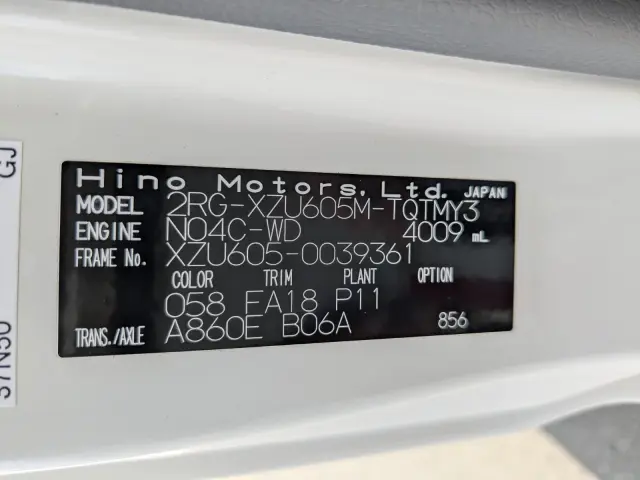 Hino Motors, Ltd. JAPAN
MODEL 2RG-XZU605M-TQTMY3
ENGINE N04C-WD 4009 mL
FRAME No. XZU605-0039361
COLOR TRIM PLANT
058 FA18 P11
TRANS./AXLE A860E B06A 856
GJ